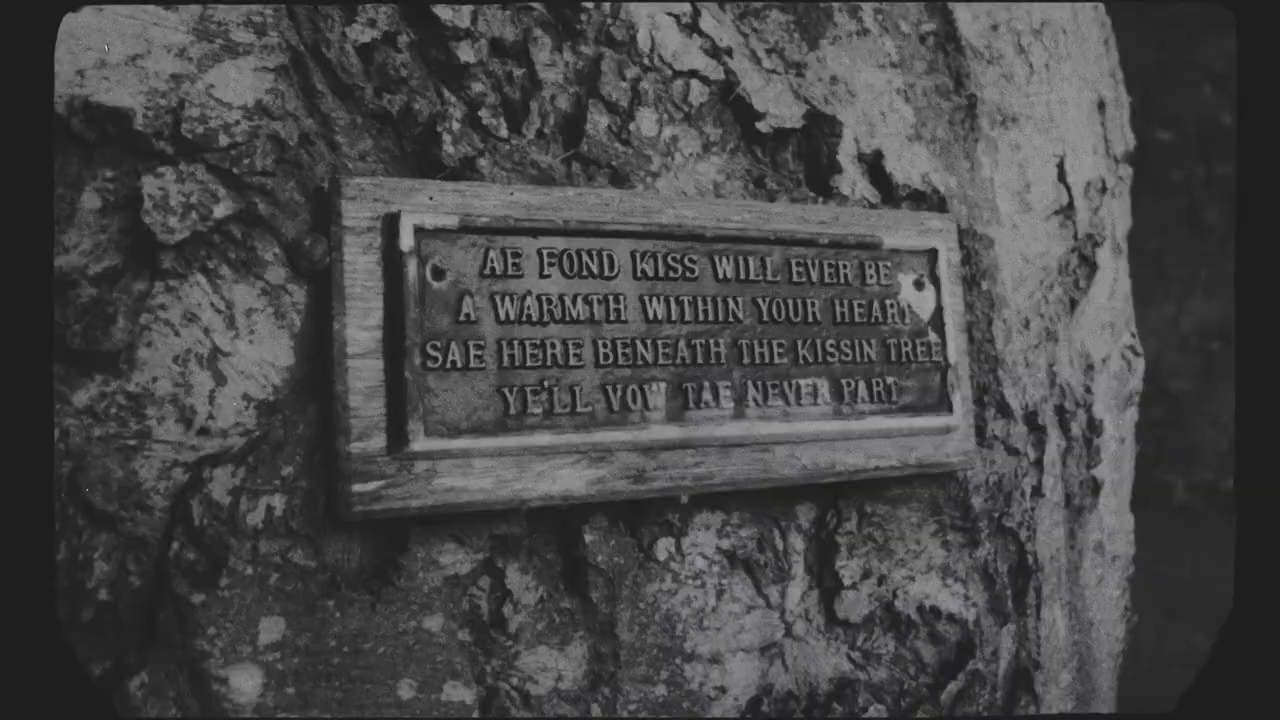 AE FOND KISS WILL EVER BE
A WARMTH WITHIN YOUR HEART
SAE HERE BENEATH THE KISSIN TREE
YE'LL VOW TAE NEVER PART